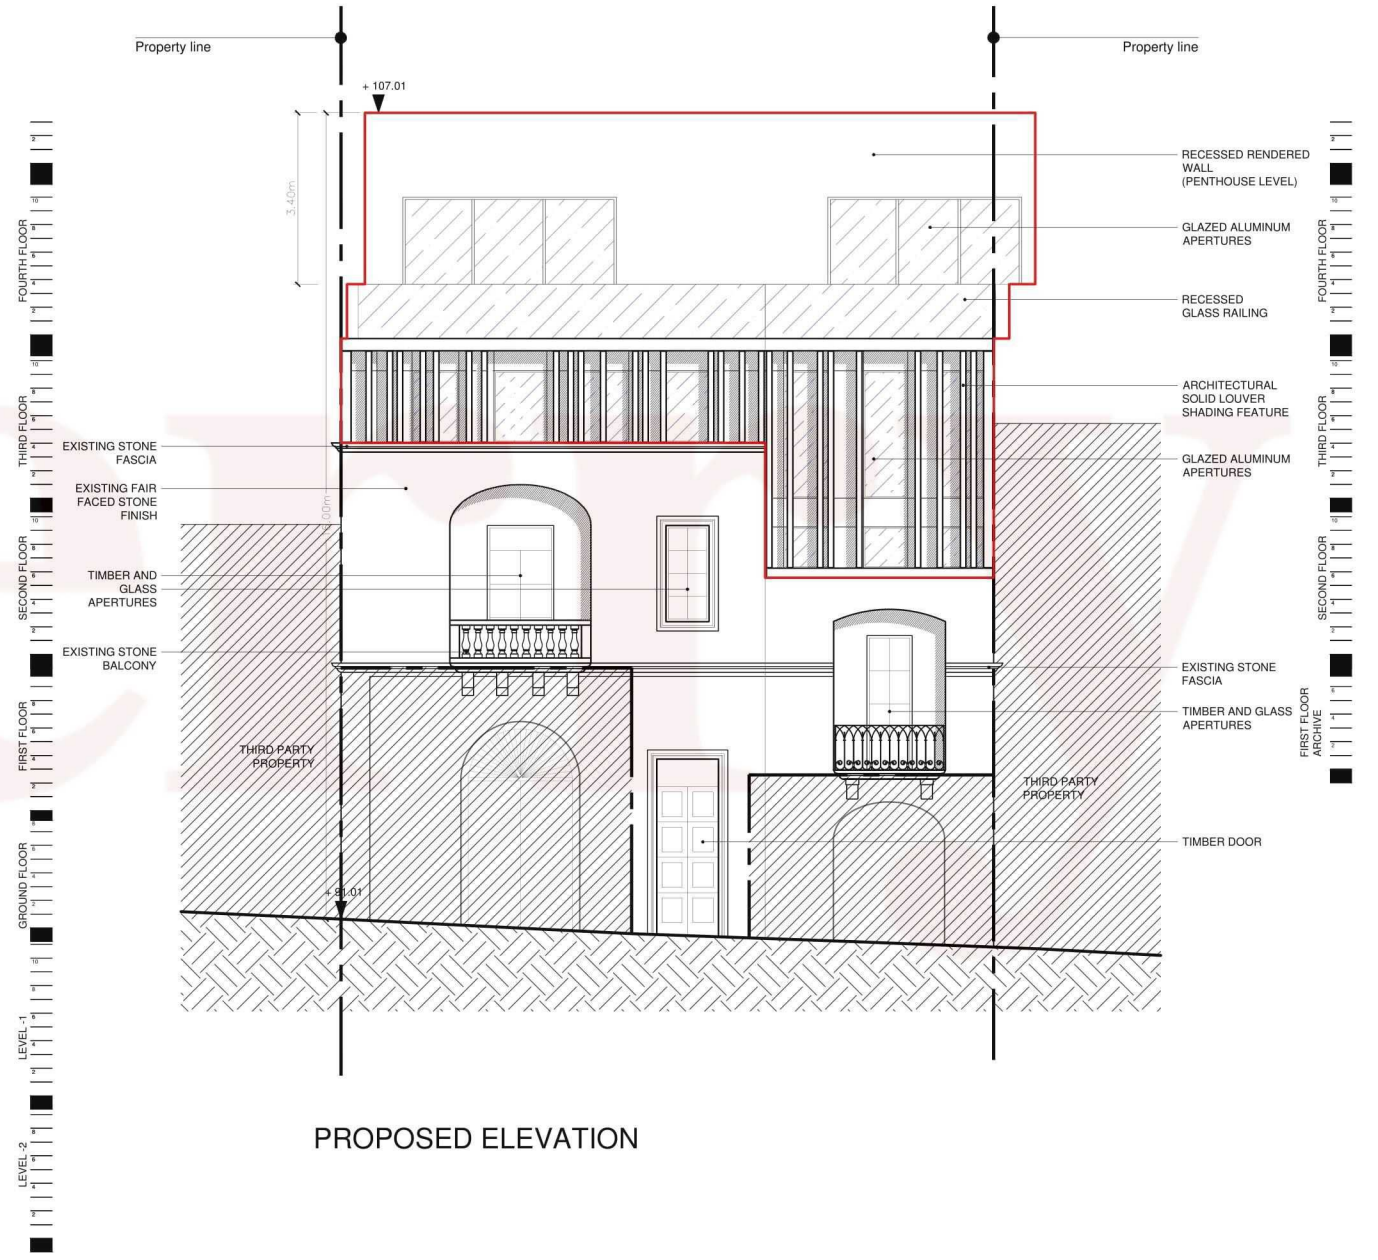 Property line
Property line
+ 107.01
3.40m
RECESSED RENDERED
WALL
(PENTHOUSE LEVEL)
GLAZED ALUMINUM
APERTURES
RECESSED
GLASS RAILING
ARCHITECTURAL
SOLID LOUVER
SHADING FEATURE
GLAZED ALUMINUM
APERTURES
EXISTING STONE
FASCIA
EXISTING FAIR
FACED STONE
FINISH
TIMBER AND
GLASS
APERTURES
EXISTING STONE
BALCONY
EXISTING STONE
FASCIA
TIMBER AND GLASS
APERTURES
THIRD PARTY
PROPERTY
THIRD PARTY
PROPERTY
TIMBER DOOR
+ 91.01
FOURTH FLOOR
THIRD FLOOR
SECOND FLOOR
FIRST FLOOR
GROUND FLOOR
LEVEL -1
LEVEL -2
FOURTH FLOOR
THIRD FLOOR
SECOND FLOOR
FIRST FLOOR
ARCHIVE
PROPOSED ELEVATION